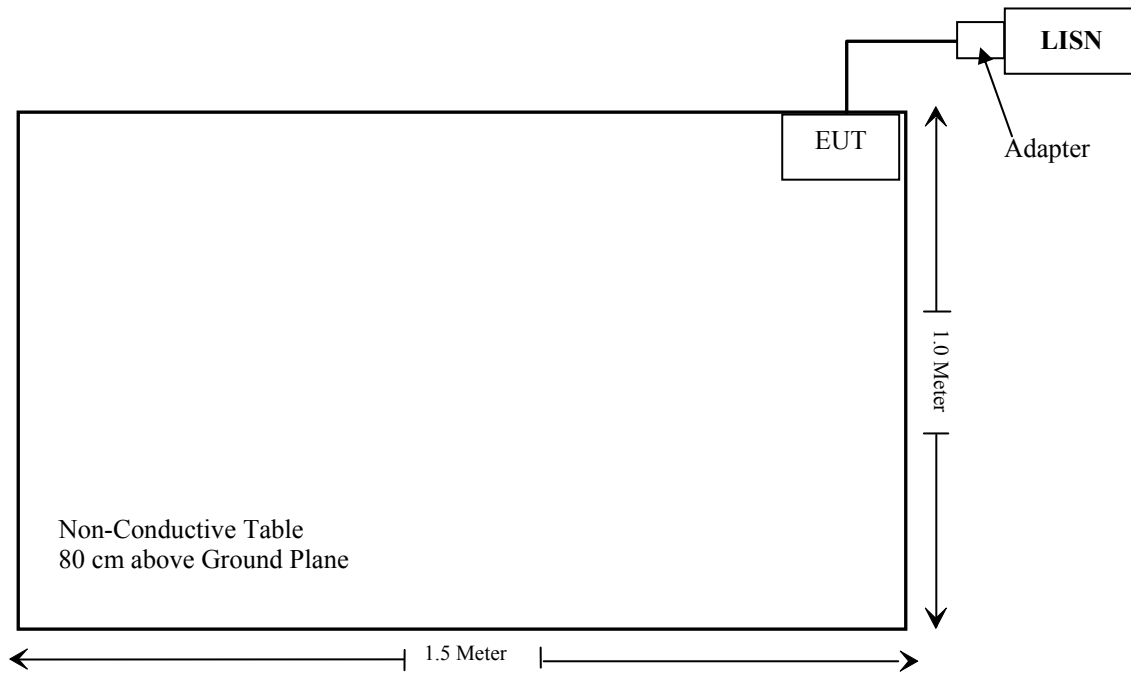 LISN
EUT
Adapter
1.0 Meter
Non-Conductive Table
80 cm above Ground Plane
1.5 Meter